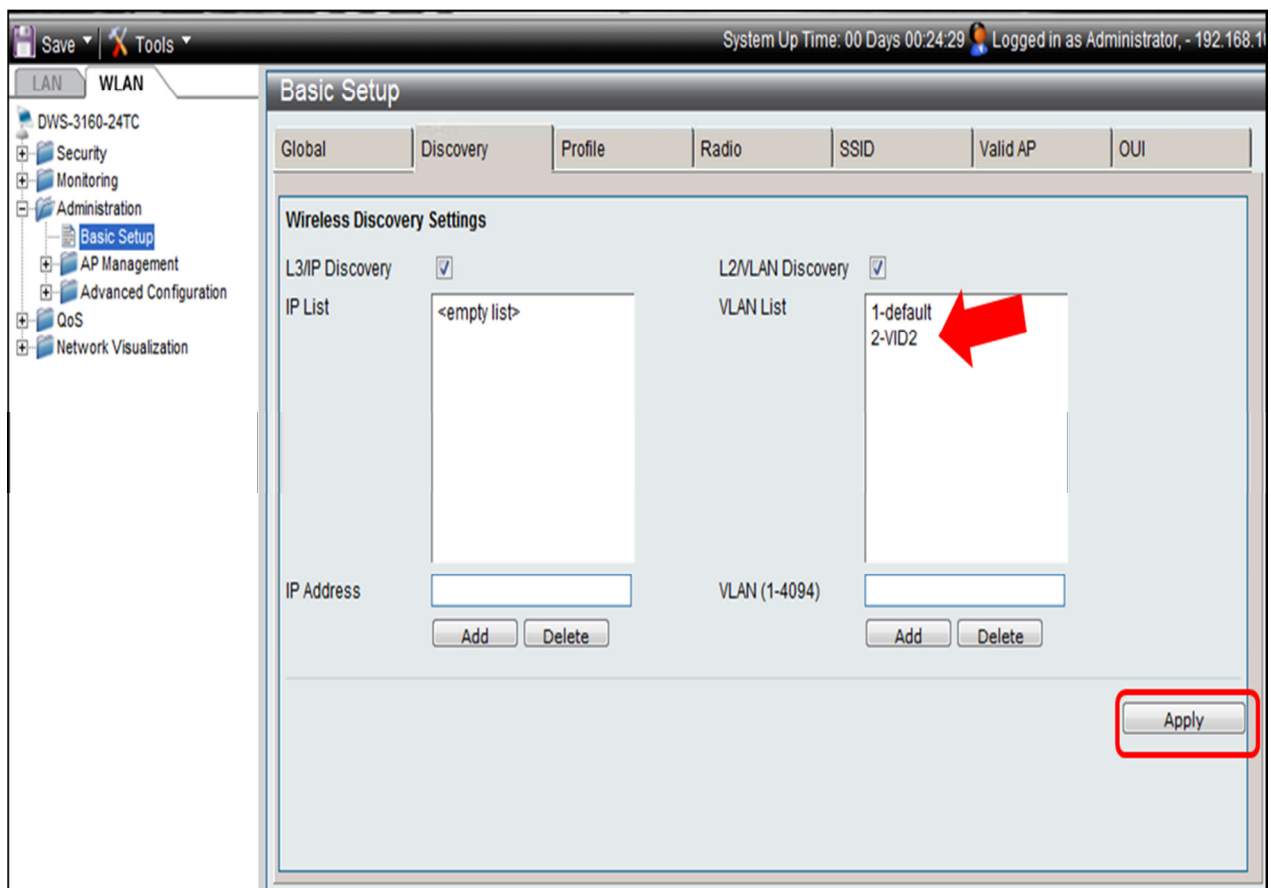 Save Tools System Up Time: 00 Days 00:24:29 Logged in as Administrator, - 192.168.1
LAN WLAN
DWS-3160-24TC
Security
Monitoring
Administration
Basic Setup
AP Management
Advanced Configuration
QoS
Network Visualization
Basic Setup
Global Discovery Profile Radio SSID Valid AP OUI
Wireless Discovery Settings
L3/IP Discovery L2/VLAN Discovery
IP List <empty list> VLAN List 1-default
2-VID2
IP Address VLAN (1-4094)
Add Delete Add Delete
Apply